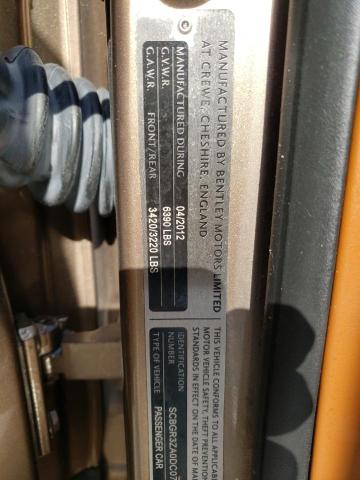 MANUFACTURED BY BENTLEY MOTORS LIMITED
AT CREWE, CHESHIRE, ENGLAND
MANUFACTURED DURING 04/2012
G.V.W.R. 6390 LBS
G.A.W.R. FRONT/REAR 3420/3220 LBS
THIS VEHICLE CONFORMS TO ALL APPLICAB
MOTOR VEHICLE SAFETY, THEFT PREVENTION
STANDARDS IN EFFECT ON THE DATE OF MA
IDENTIFICATION
NUMBER SCBGR3ZA0DC07
TYPE OF VEHICLE PASSENGER CAR